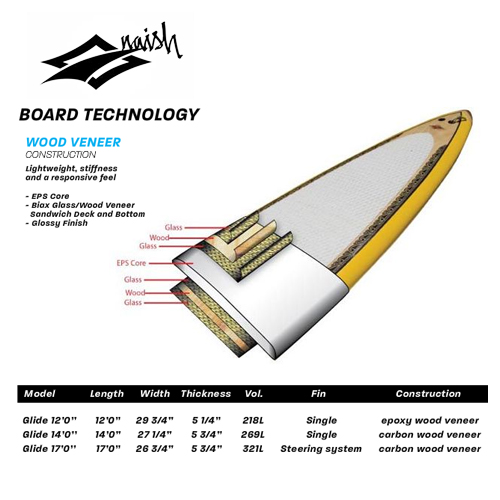 naish
BOARD TECHNOLOGY
WOOD VENEER
CONSTRUCTION
Lightweight, stiffness
and a responsive feel
- EPS Core
- Biax Glass/Wood Veneer
Sandwich Deck and Bottom
- Glossy Finish
Glass
Wood
Glass
EPS Core
Glass
Wood
Glass
Model Length Width Thickness Vol. Fin Construction
Glide 12'0'' 12'0" 29 3/4" 5 1/4" 218L Single epoxy wood veneer
Glide 14'0'' 14'0" 27 1/4" 5 3/4" 269L Single carbon wood veneer
Glide 17'0'' 17'0" 26 3/4" 5 3/4" 321L Steering system carbon wood veneer